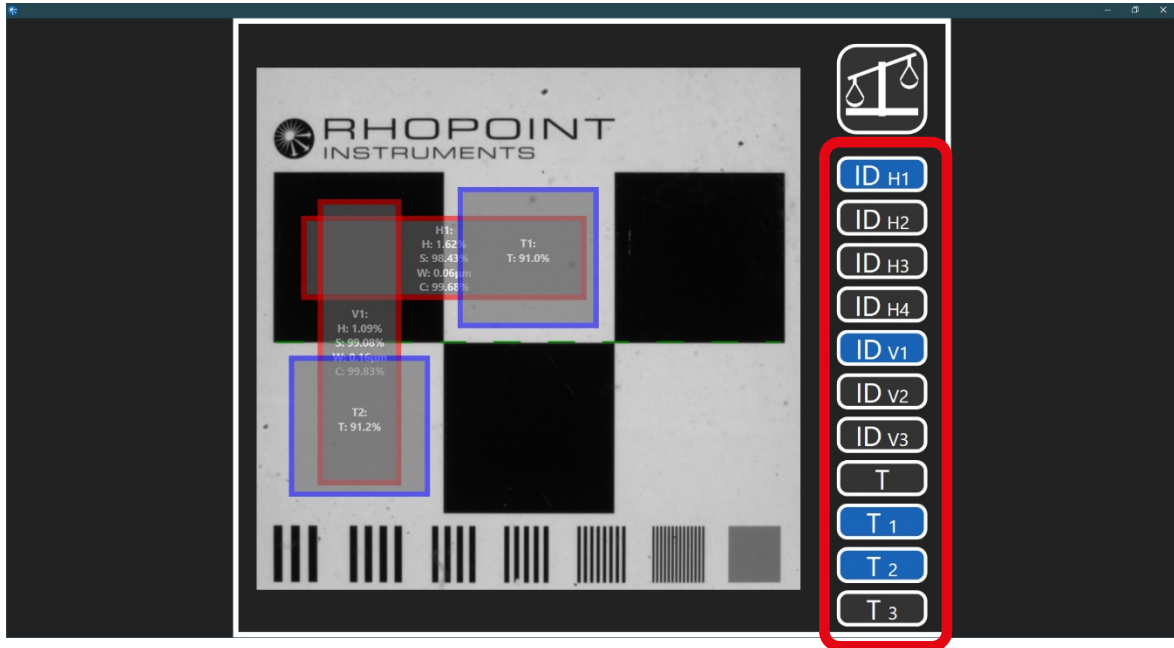 RHOPOINT
INSTRUMENTS
H1:
H: 1.62%
S: 98.43%
W: 0.06µm
C: 99.68%
T1:
T: 91.0%
V1:
H: 1.09%
S: 99.08%
W: 0.16µm
C: 99.83%
T2:
T: 91.2%
ID H1
ID H2
ID H3
ID H4
ID V1
ID V2
ID V3
T
T 1
T 2
T 3